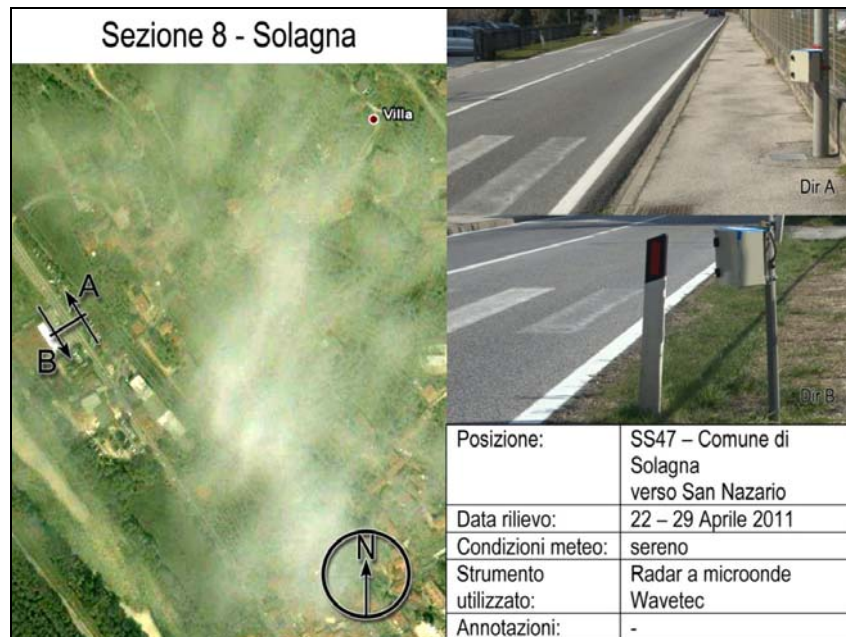 Sezione 8 - Solagna
Villa
A
B
N
Dir A
Dir B
Posizione: SS47 – Comune di
Solagna
verso San Nazario
Data rilievo: 22 – 29 Aprile 2011
Condizioni meteo: sereno
Strumento Radar a microonde
utilizzato: Wavetec
Annotazioni: -